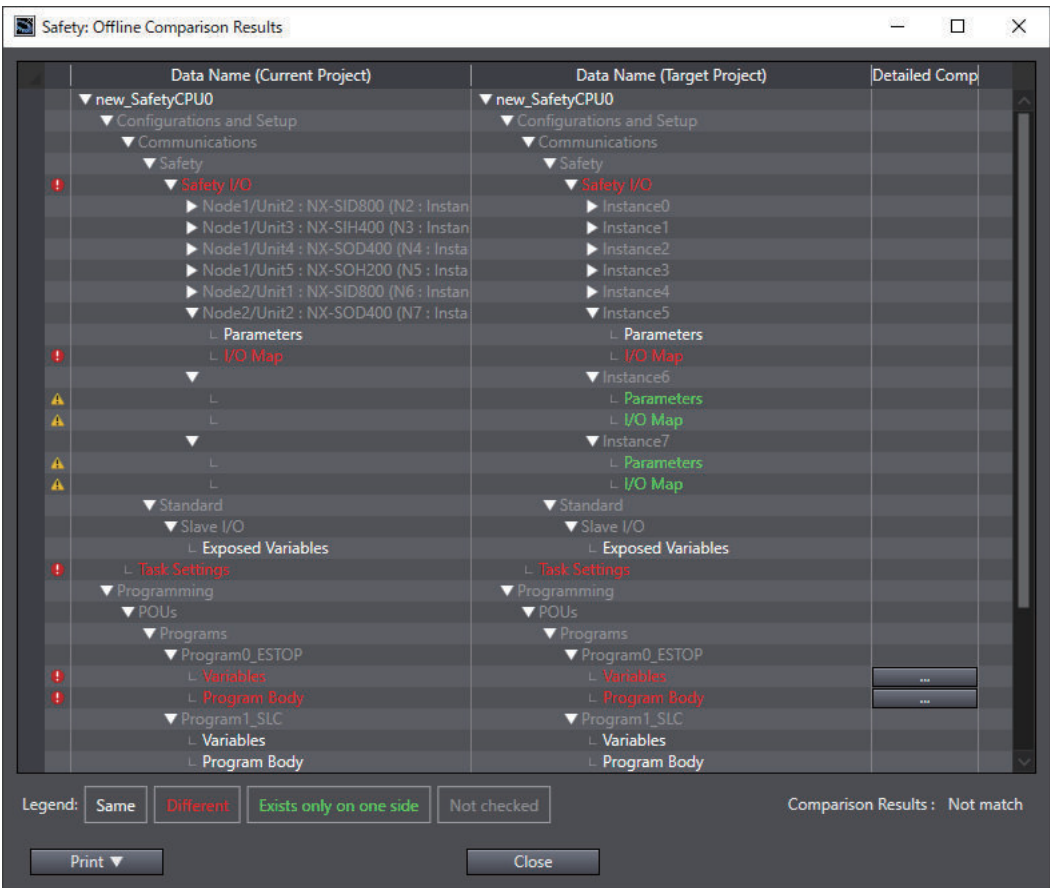 Safety: Offline Comparison Results
Data Name (Current Project) Data Name (Target Project) Detailed Comp
new_SafetyCPU0 new_SafetyCPU0
Configurations and Setup Configurations and Setup
Communications Communications
Safety Safety
Safety I/O Safety I/O
Node1/Unit2 : NX-SID800 (N2 : Instan Instance0
Node1/Unit3 : NX-SIH400 (N3 : Instan Instance1
Node1/Unit4 : NX-SOD400 (N4 : Insta Instance2
Node1/Unit5 : NX-SOH200 (N5 : Insta Instance3
Node2/Unit1 : NX-SID800 (N6 : Instan Instance4
Node2/Unit2 : NX-SOD400 (N7 : Insta Instance5
Parameters Parameters
I/O Map I/O Map
Instance6
Parameters
I/O Map
Instance7
Parameters
I/O Map
Standard Standard
Slave I/O Slave I/O
Exposed Variables Exposed Variables
Task Settings Task Settings
Programming Programming
POUs POUs
Programs Programs
Program0_ESTOP Program0_ESTOP
Variables Variables ...
Program Body Program Body ...
Program1_SLC Program1_SLC
Variables Variables
Program Body Program Body
Legend: Same Different Exists only on one side Not checked Comparison Results : Not match
Print ▼ Close